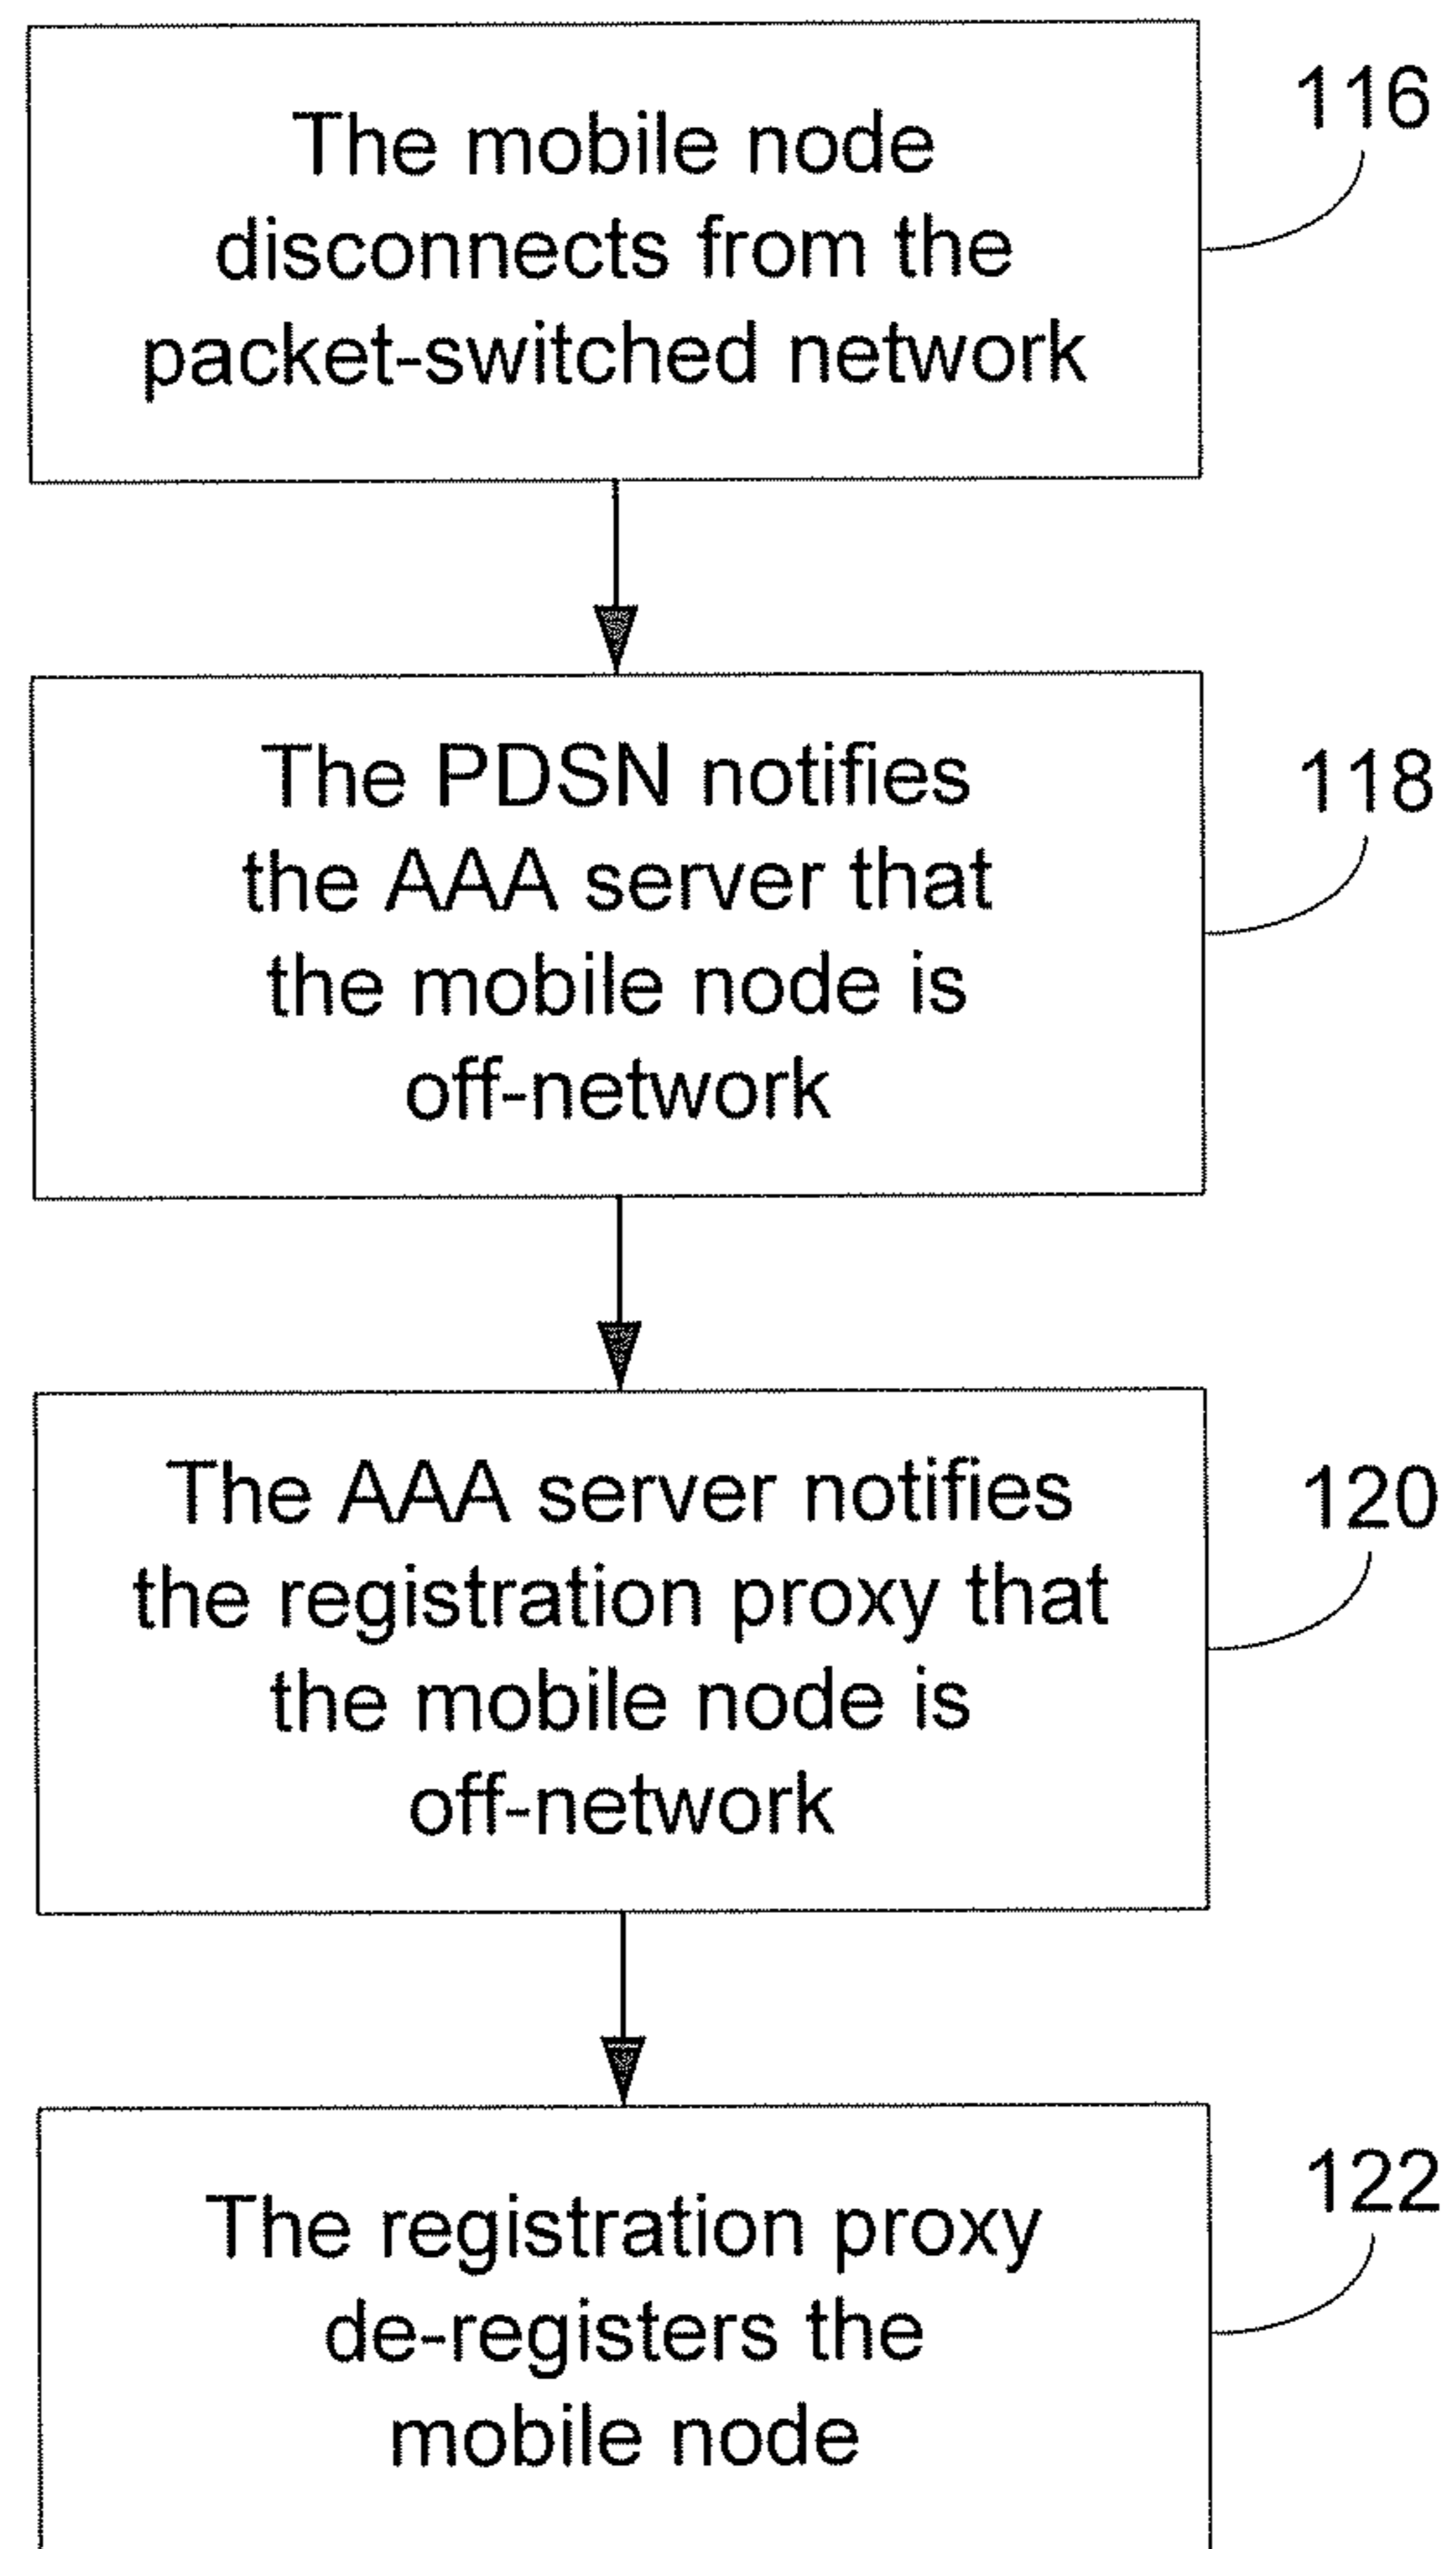 The mobile node
disconnects from the
packet-switched network
116
The PDSN notifies
the AAA server that
the mobile node is
off-network
118
The AAA server notifies
the registration proxy that
the mobile node is
off-network
120
The registration proxy
de-registers the
mobile node
122